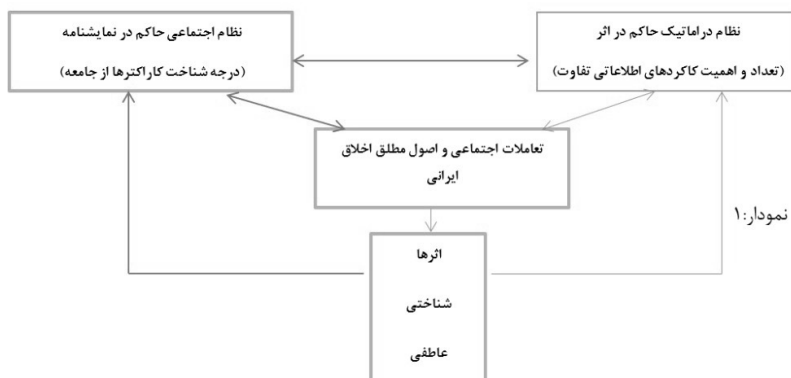 نظام دراماتیک حاکم در اثر
(تعداد و اهمیت کاکردهای اطلاعاتی تفاوت)
نظام اجتماعی حاکم در نمایشنامه
(درجه شناخت کاراکترها از جامعه)
تعاملات اجتماعی و اصول مطلق اخلاق
ایرانی
نمودار:۱
اثرها
شناختی
عاطفی